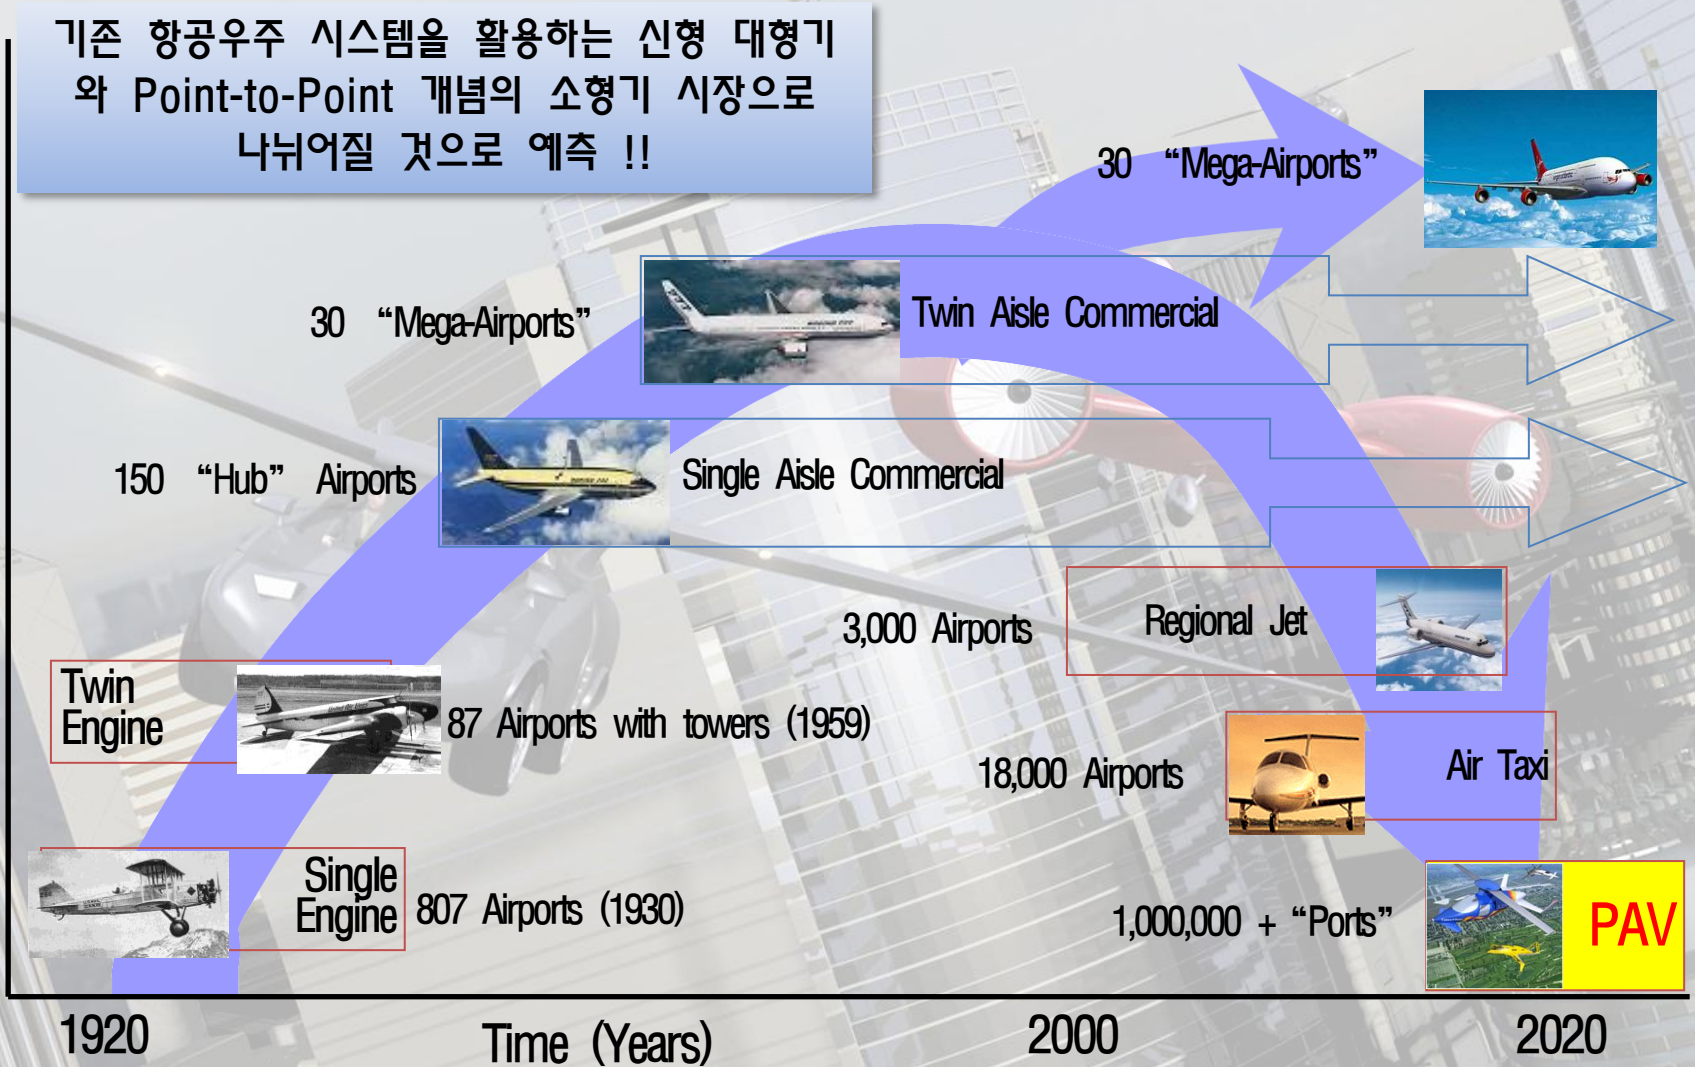 기존 항공우주 시스템을 활용하는 신형 대형기
와 Point-to-Point 개념의 소형기 시장으로
나뉘어질 것으로 예측 !!
30 “Mega-Airports”
30 “Mega-Airports”
Twin Aisle Commercial
150 “Hub” Airports
Single Aisle Commercial
3,000 Airports
Regional Jet
Twin
Engine
87 Airports with towers (1959)
18,000 Airports
Air Taxi
Single
Engine
807 Airports (1930)
1,000,000 + “Ports”
PAV
1920
Time (Years)
2000
2020